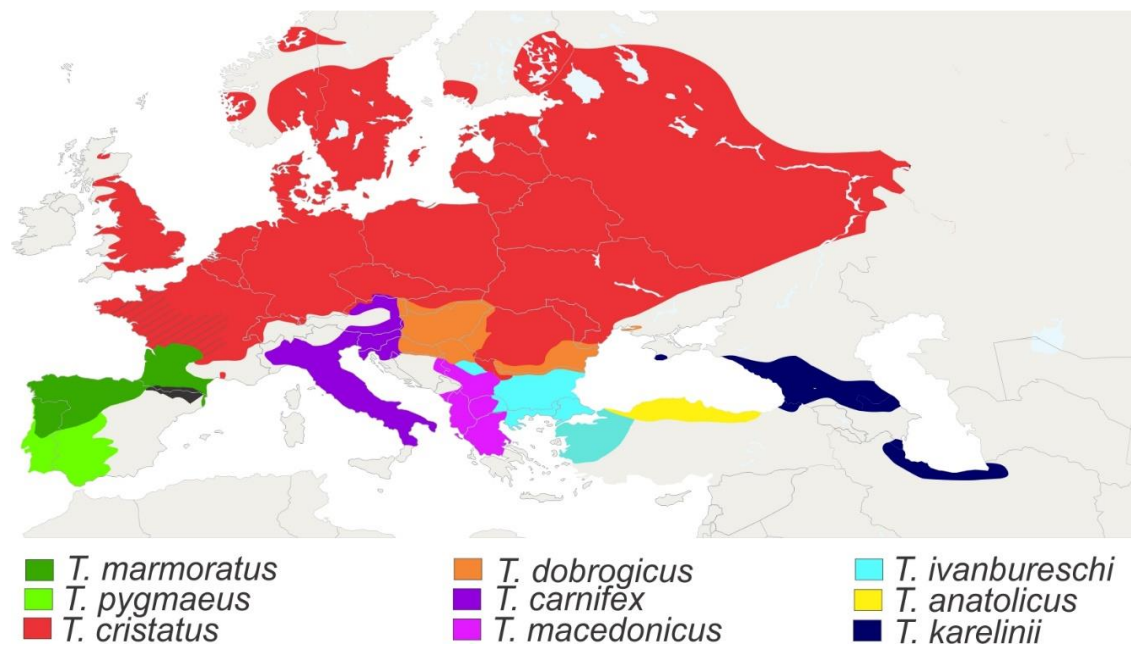 T. marmoratus
T. pygmaeus
T. cristatus
T. dobrogicus
T. carnifex
T. macedonicus
T. ivanbureschi
T. anatolicus
T. karelinii